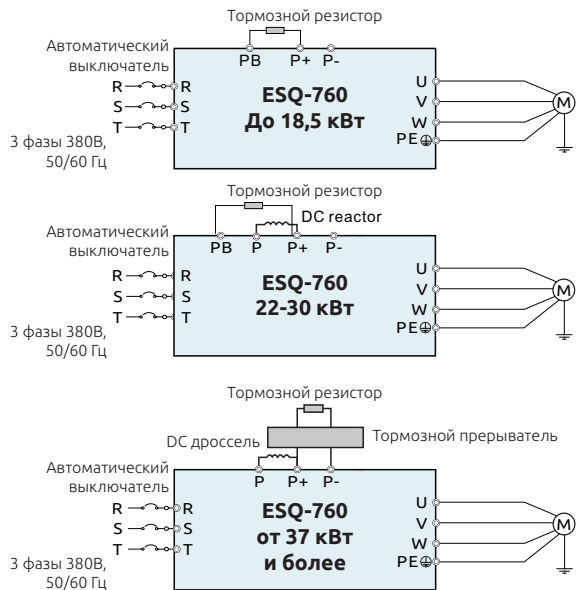 Тормозной резистор
Автоматический
выключатель
PB P+ P-
R R
S S
T T
ESQ-760
До 18,5 кВт
U
V
W
PE
M
3 фазы 380В,
50/60 Гц
Тормозной резистор
DC reactor
Автоматический
выключатель
PB P P+ P-
R R
S S
T T
ESQ-760
22-30 кВт
U
V
W
PE
M
3 фазы 380В,
50/60 Гц
Тормозной резистор
DC дроссель
Тормозной прерыватель
Автоматический
выключатель
P P+ P-
R R
S S
T T
ESQ-760
от 37 кВт
и более
U
V
W
PE
M
3 фазы 380В,
50/60 Гц